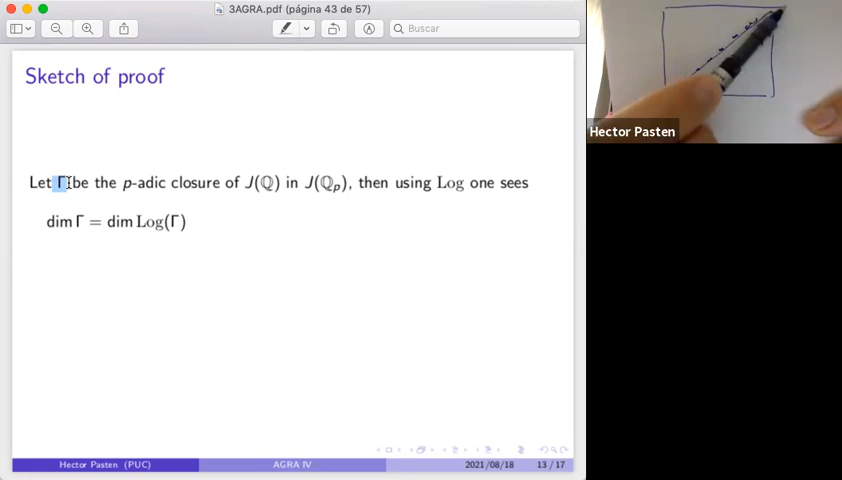 3AGRA.pdf (página 43 de 57)
Buscar
Sketch of proof
Let Γ be the p-adic closure of J(ℚ) in J(ℚₚ), then using Log one sees
dim Γ = dim Log(Γ)
Hector Pasten (PUC) AGRA IV 2021/08/18 13 / 17
Hector Pasten